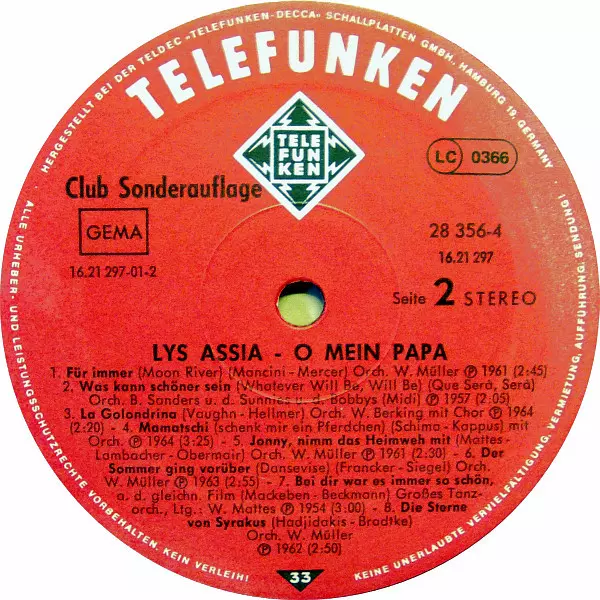 HERGESTELLT BEI DER TELDEC »TELEFUNKEN-DECCA« SCHALLPLATTEN GMBH., HAMBURG 19, GERMANY
TELEFUNKEN
TELE
FUN
KEN
LC 0366
Club Sonderauflage
GEMA
28 356-4
16.21 297-01-2
16.21 297
Seite 2 STEREO
LYS ASSIA - O MEIN PAPA
1. Für immer (Moon River) (Mancini - Mercer) Orch. W. Müller Ⓟ 1961 (2:45)
2. Was kann schöner sein (Whatever Will Be, Will Be) (Que Será, Será)
Orch. B. Sanders u. d. Sunnies u. d. Bobbys (Midi) Ⓟ 1957 (2:05)
3. La Golondrina (Vaughn - Hellmer) Orch. W. Berking mit Chor Ⓟ 1964
(2:20) - 4. Mamatschi (schenk mir ein Pferdchen) (Schima - Kappus) mit
Orch. Ⓟ 1964 (3:25) - 5. Jonny, nimm das Heimweh mit (Mattes -
Lambacher - Obermair) Orch. W. Müller Ⓟ 1961 (2:30) - 6. Der
Sommer ging vorüber (Dansevise) (Francker - Siegel) Orch.
W. Müller Ⓟ 1963 (2:55) - 7. Bei dir war es immer so schön,
a. d. gleichn. Film (Mackeben - Beckmann) Großes Tanz-
orch., Ltg.: W. Mattes Ⓟ 1954 (3:00) - 8. Die Sterne
von Syrakus (Hadjidakis - Bradtke)
Orch. W. Müller
Ⓟ 1962 (2:50)
33
ALLE URHEBER- UND LEISTUNGSSCHUTZRECHTE VORBEHALTEN. KEIN VERLEIH! KEINE UNERLAUBTE VERVIELFÄLTIGUNG, VERMIETUNG, AUFFÜHRUNG, SENDUNG!